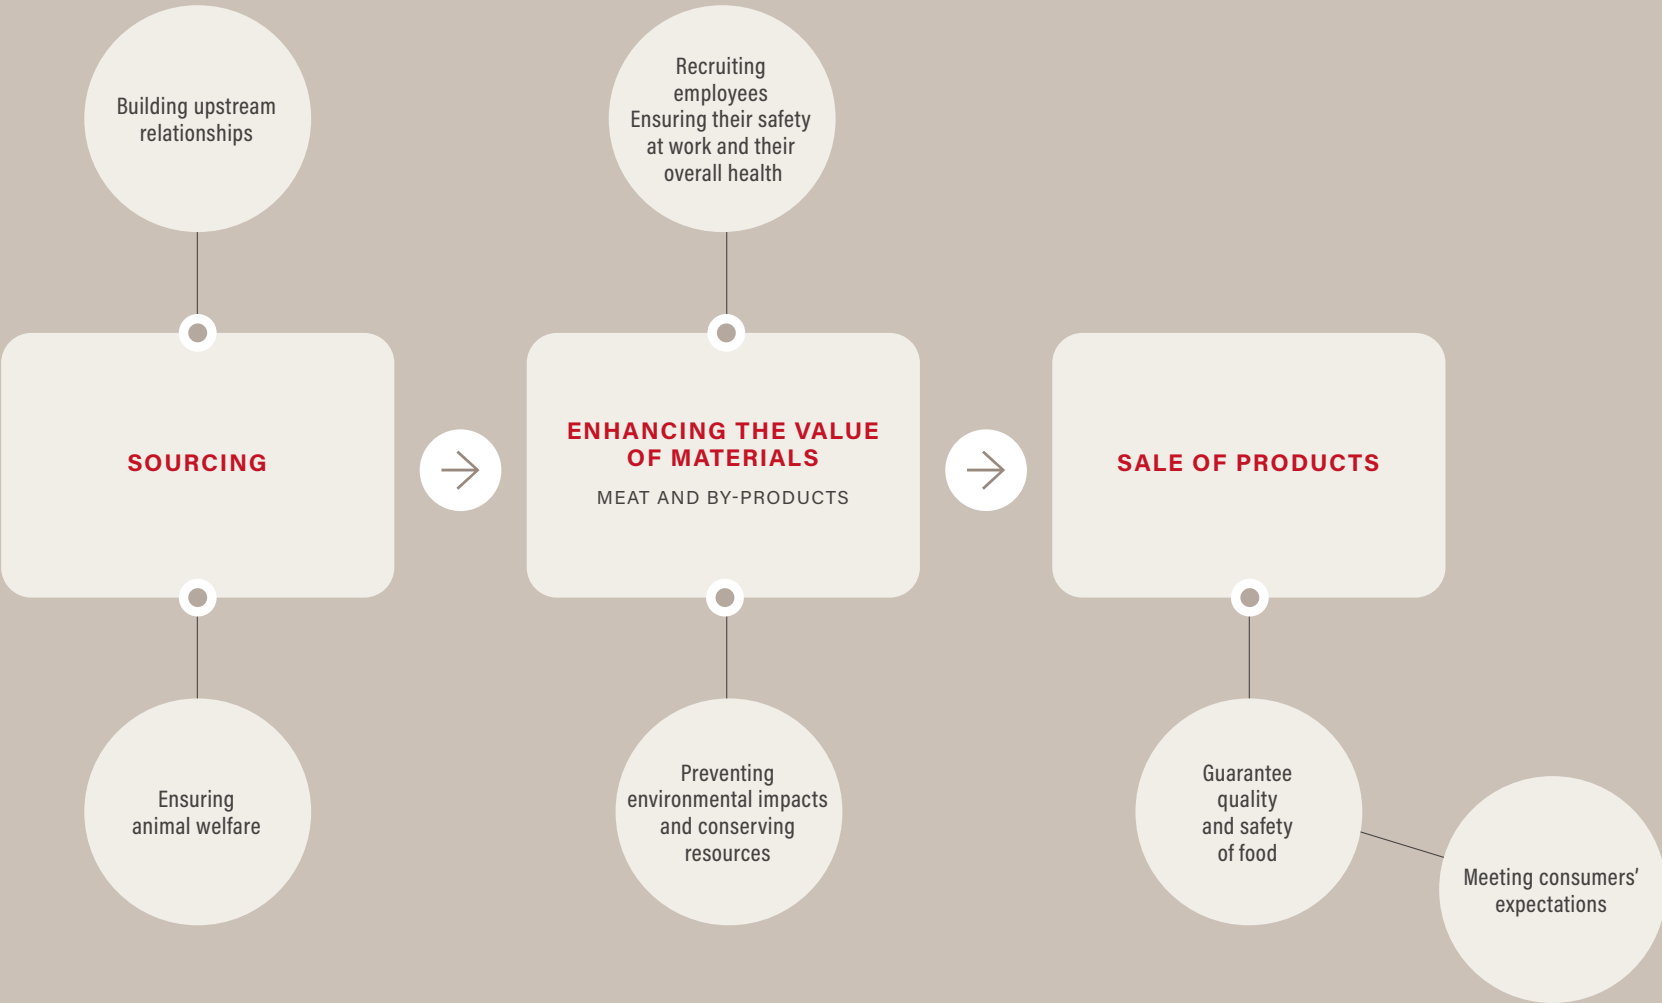 Building upstream
relationships
Recruiting
employees
Ensuring their safety
at work and their
overall health
SOURCING
ENHANCING THE VALUE
OF MATERIALS
MEAT AND BY-PRODUCTS
SALE OF PRODUCTS
Ensuring
animal welfare
Preventing
environmental impacts
and conserving
resources
Guarantee
quality
and safety
of food
Meeting consumers’
expectations